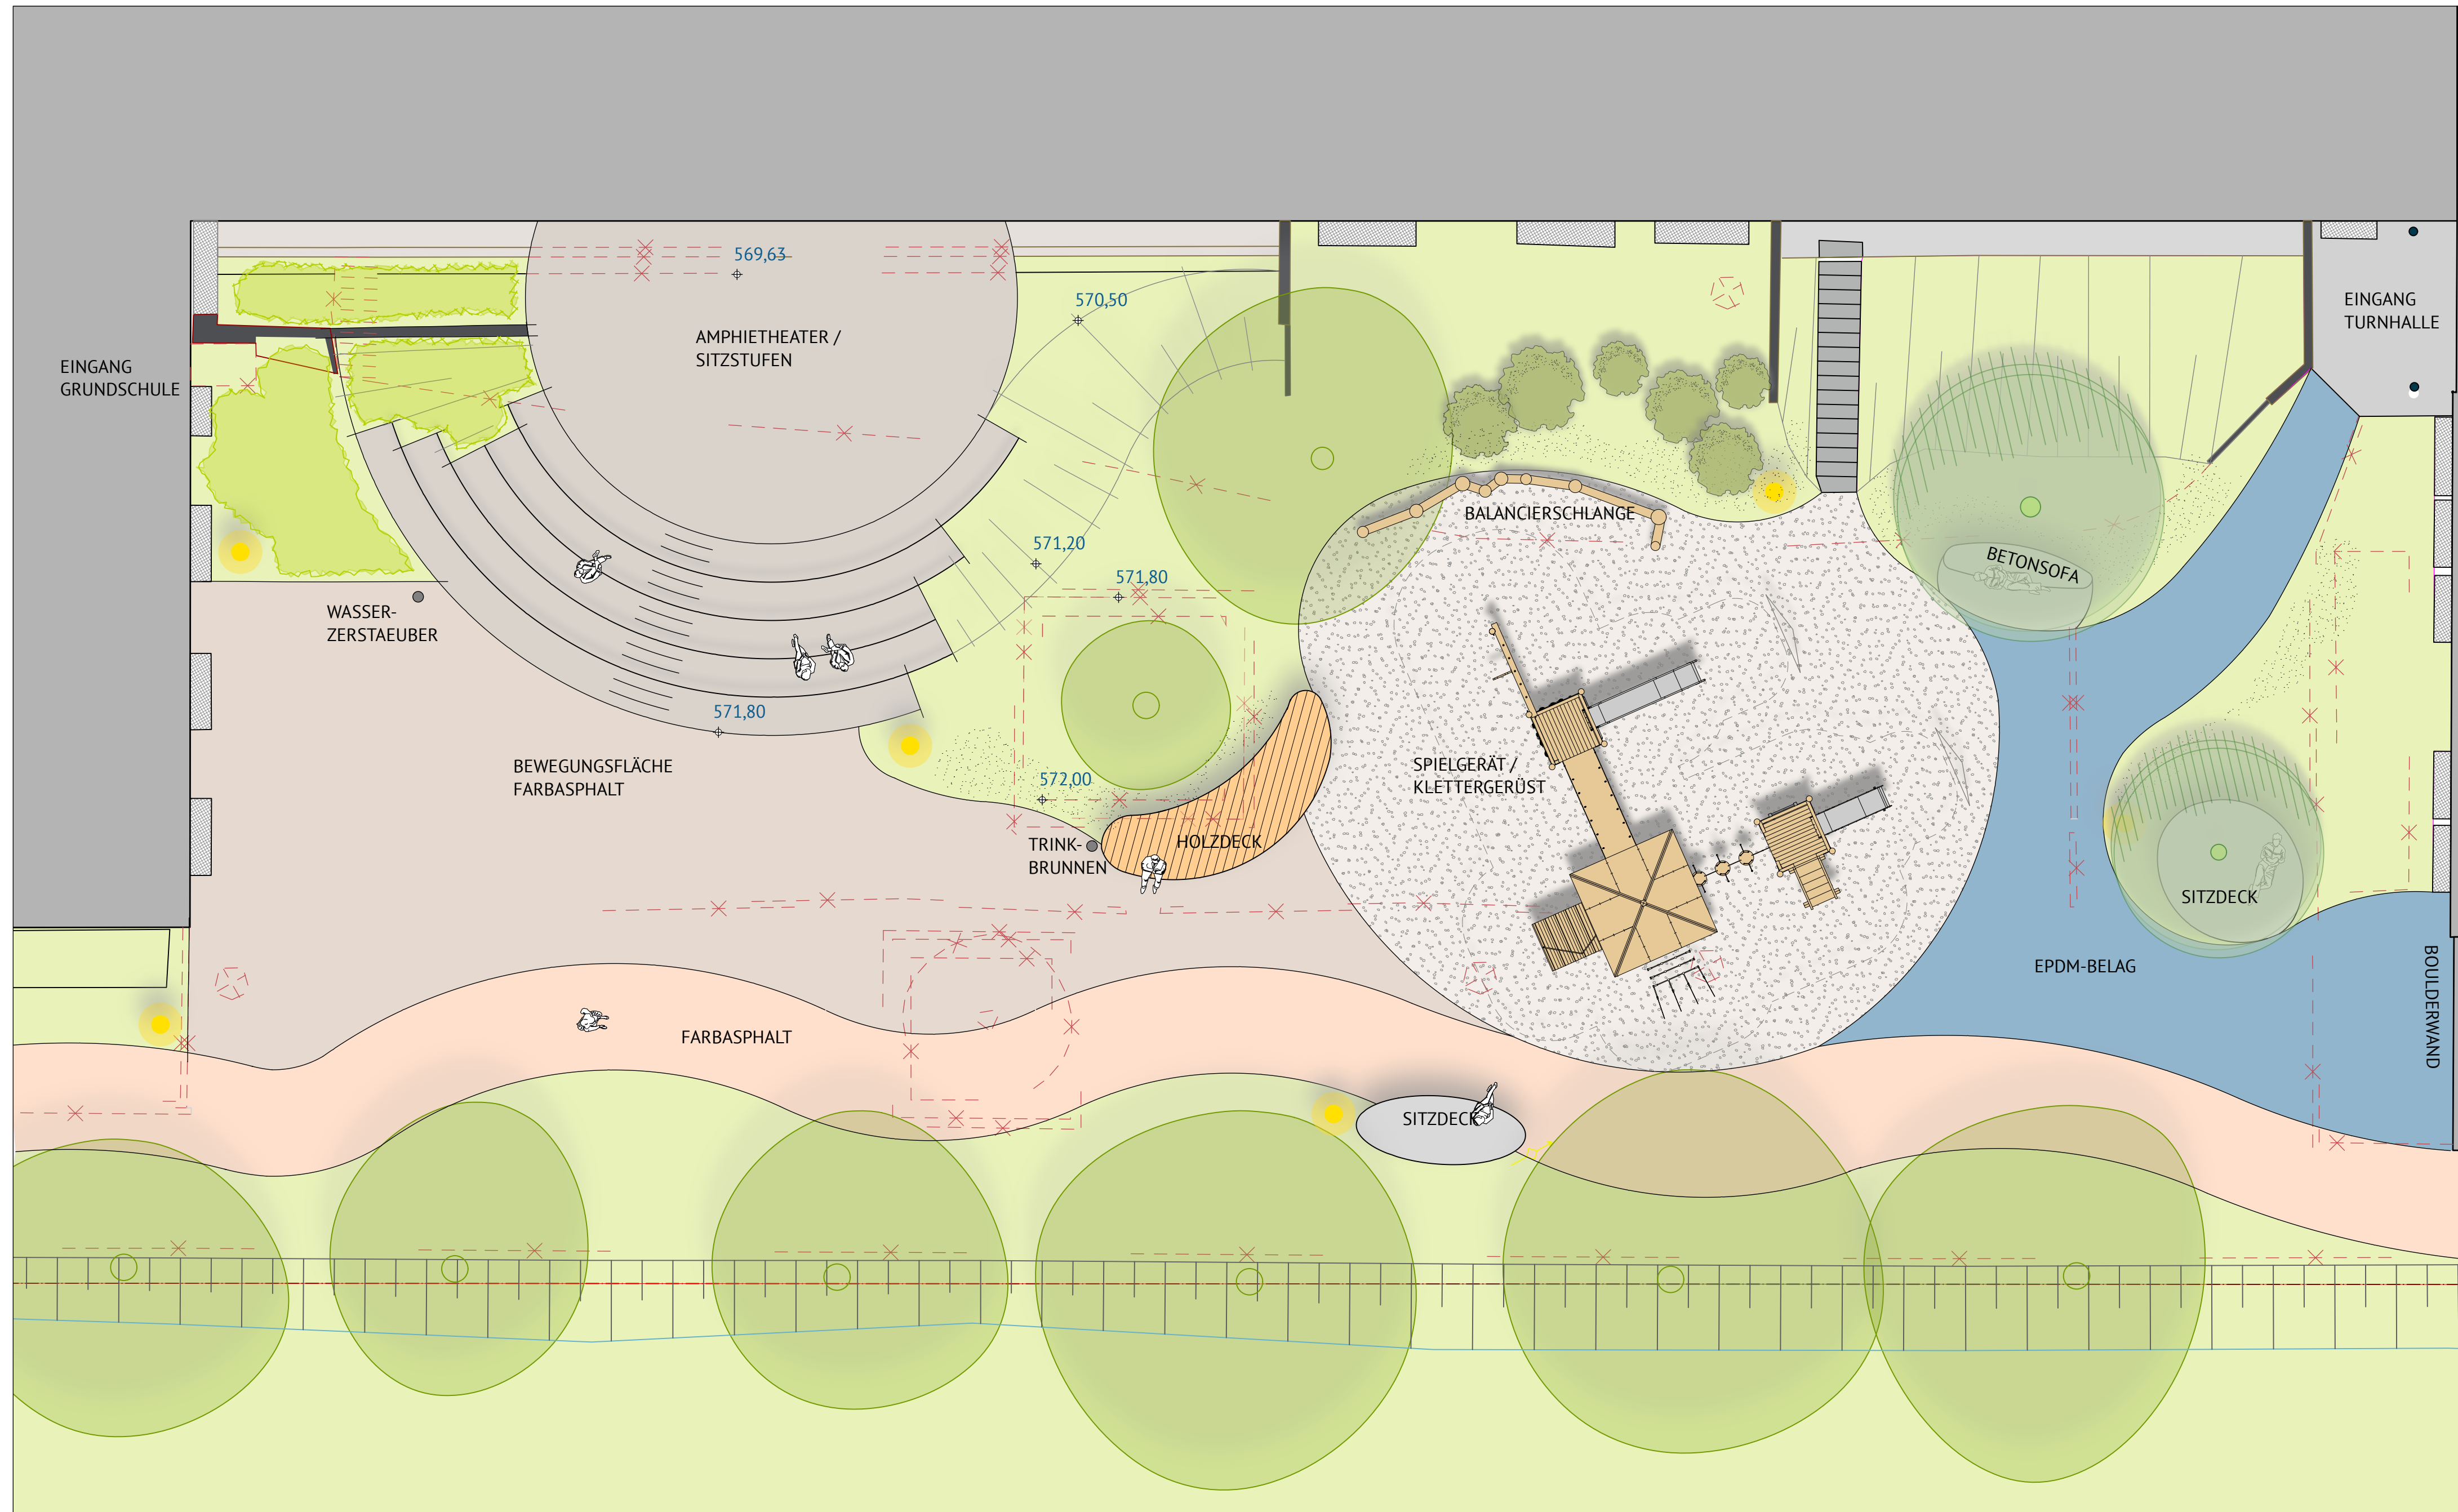 569,63
570,50
EINGANG
TURNHALLE
AMPHIETHEATER /
SITZSTUFEN
EINGANG
GRUNDSCHULE
BALANCIERSCHLANGE
571,20
BETONSOFA
571,80
WASSER-
ZERSTAEUBER
571,80
BEWEGUNGSFLÄCHE
FARBASPHALT
572,00
SPIELGERÄT /
KLETTERGERÜST
TRINK-
BRUNNEN
HOLZDECK
SITZDECK
EPDM-BELAG
BOULDERWAND
FARBASPHALT
SITZDECK